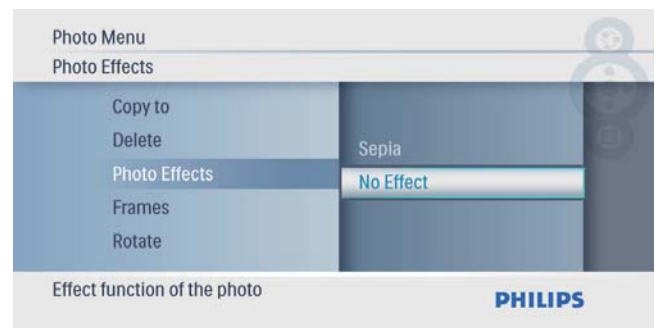 Photo Menu
Photo Effects
Copy to
Delete
Photo Effects
Frames
Rotate
Sepia
No Effect
Effect function of the photo
PHILIPS